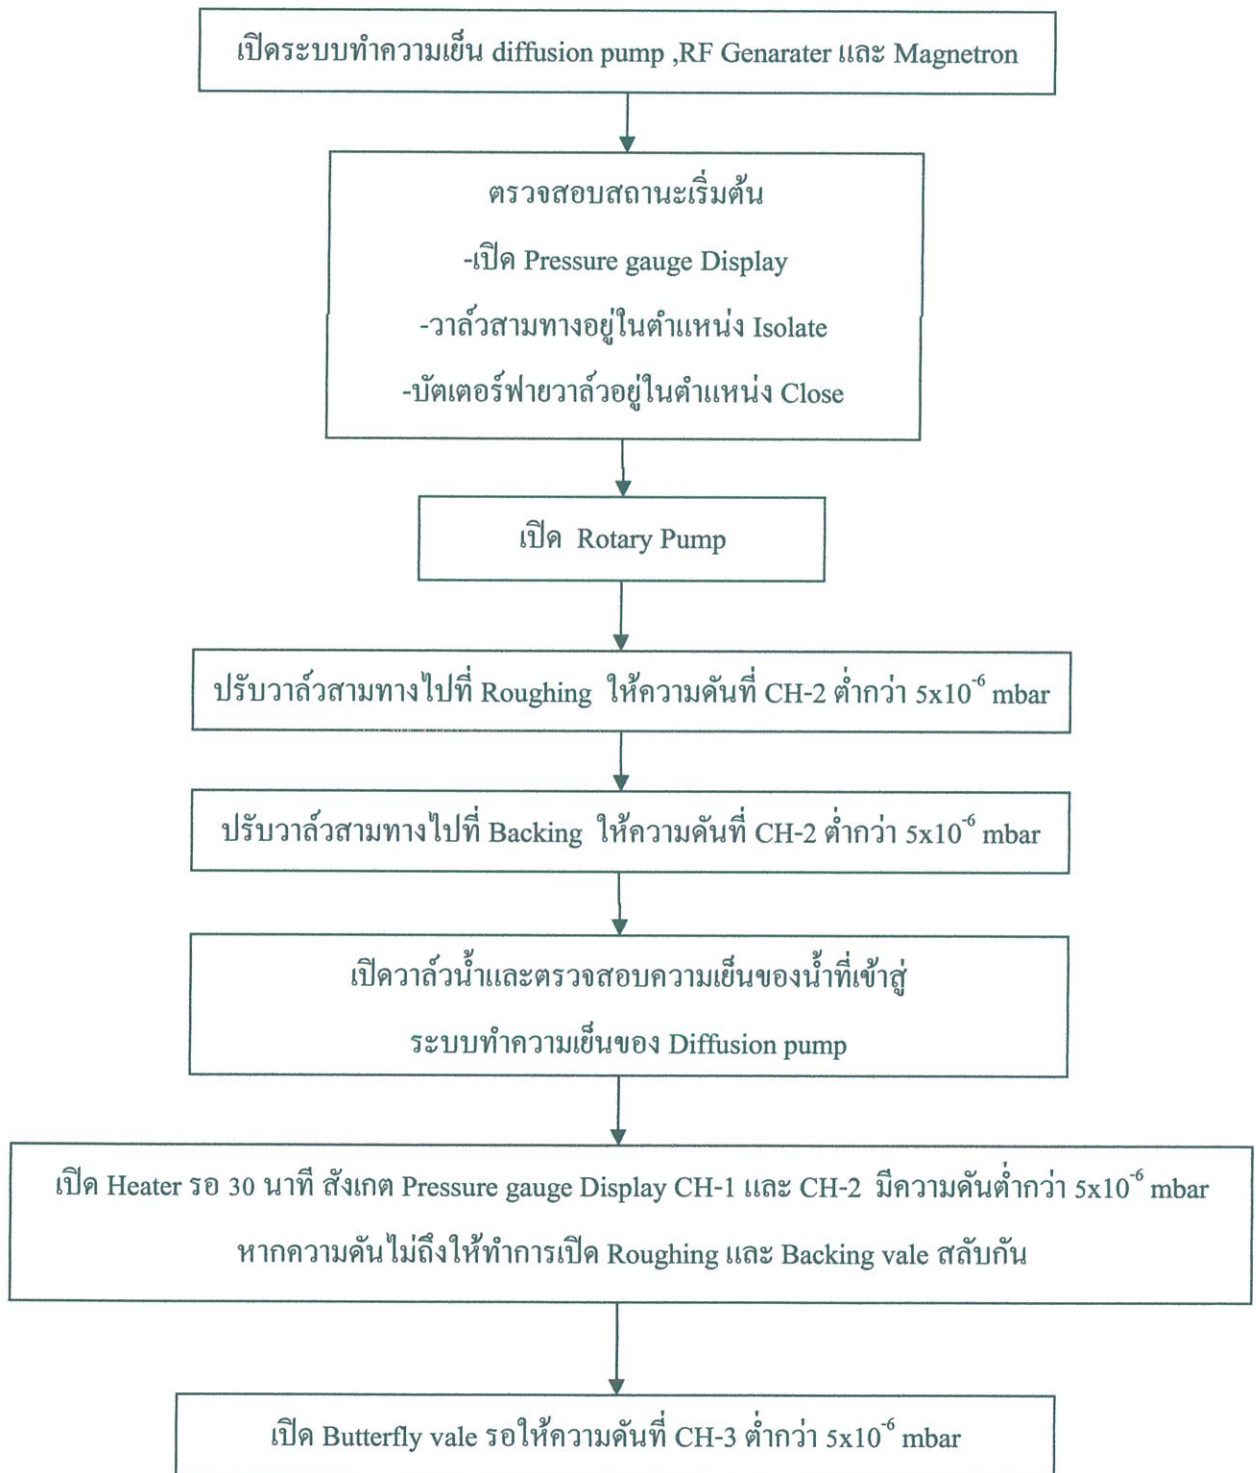 เปิดระบบทำความเย็น diffusion pump ,RF Genarater และ Magnetron
ตรวจสอบสถานะเริ่มต้น
-เปิด Pressure gauge Display
-วาล์วสามทางอยู่ในตำแหน่ง Isolate
-บัตเตอร์ฟายวาล์วอยู่ในตำแหน่ง Close
เปิด Rotary Pump
ปรับวาล์วสามทางไปที่ Roughing ให้ความดันที่ CH-2 ต่ำกว่า 5x10⁻⁶ mbar
ปรับวาล์วสามทางไปที่ Backing ให้ความดันที่ CH-2 ต่ำกว่า 5x10⁻⁶ mbar
เปิดวาล์วน้ำและตรวจสอบความเย็นของน้ำที่เข้าสู่
ระบบทำความเย็นของ Diffusion pump
เปิด Heater รอ 30 นาที สังเกต Pressure gauge Display CH-1 และ CH-2 มีความดันต่ำกว่า 5x10⁻⁶ mbar
หากความดันไม่ถึงให้ทำการเปิด Roughing และ Backing vale สลับกัน
เปิด Butterfly vale รอให้ความดันที่ CH-3 ต่ำกว่า 5x10⁻⁶ mbar